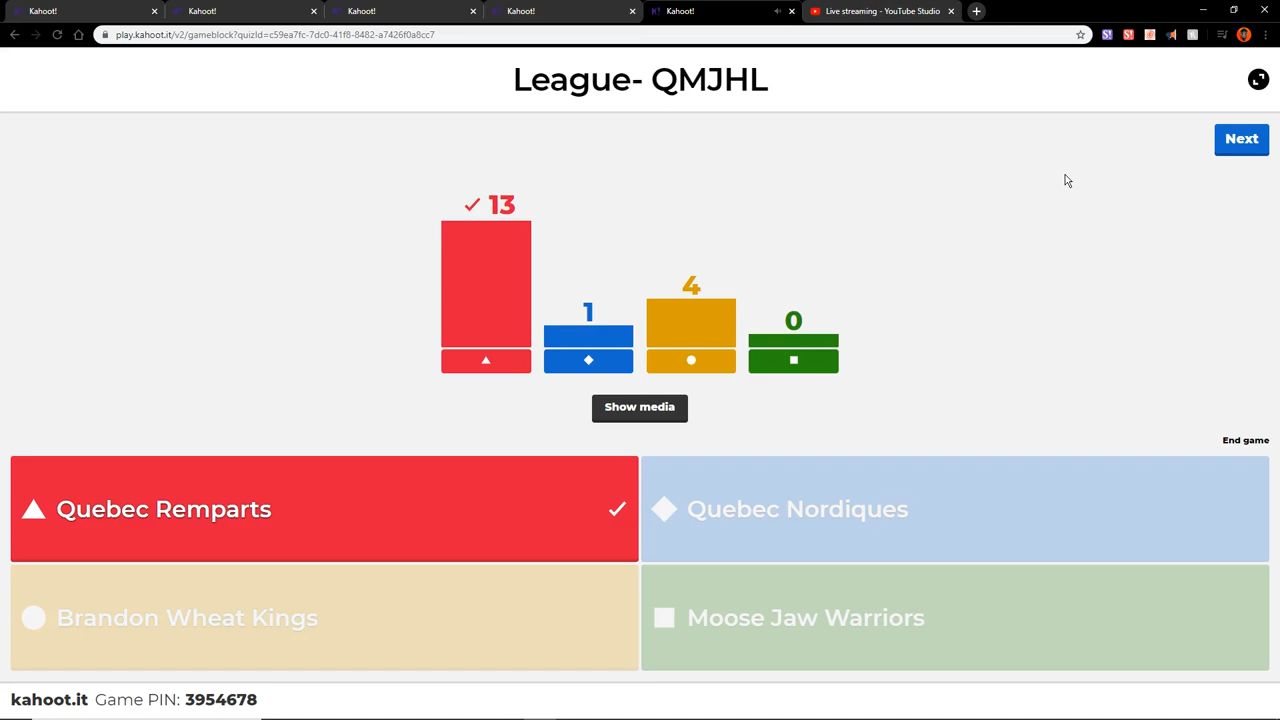 Kahoot!
Kahoot!
Kahoot!
Kahoot!
Kahoot!
Live streaming - YouTube Studio
play.kahoot.it/v2/gameblock?quizId=c59ea7fc-7dc0-41f8-8482-a7426f0a8cc7
League- QMJHL
Next
13
1
4
0
Show media
End game
Quebec Remparts
Quebec Nordiques
Brandon Wheat Kings
Moose Jaw Warriors
kahoot.it Game PIN: 3954678